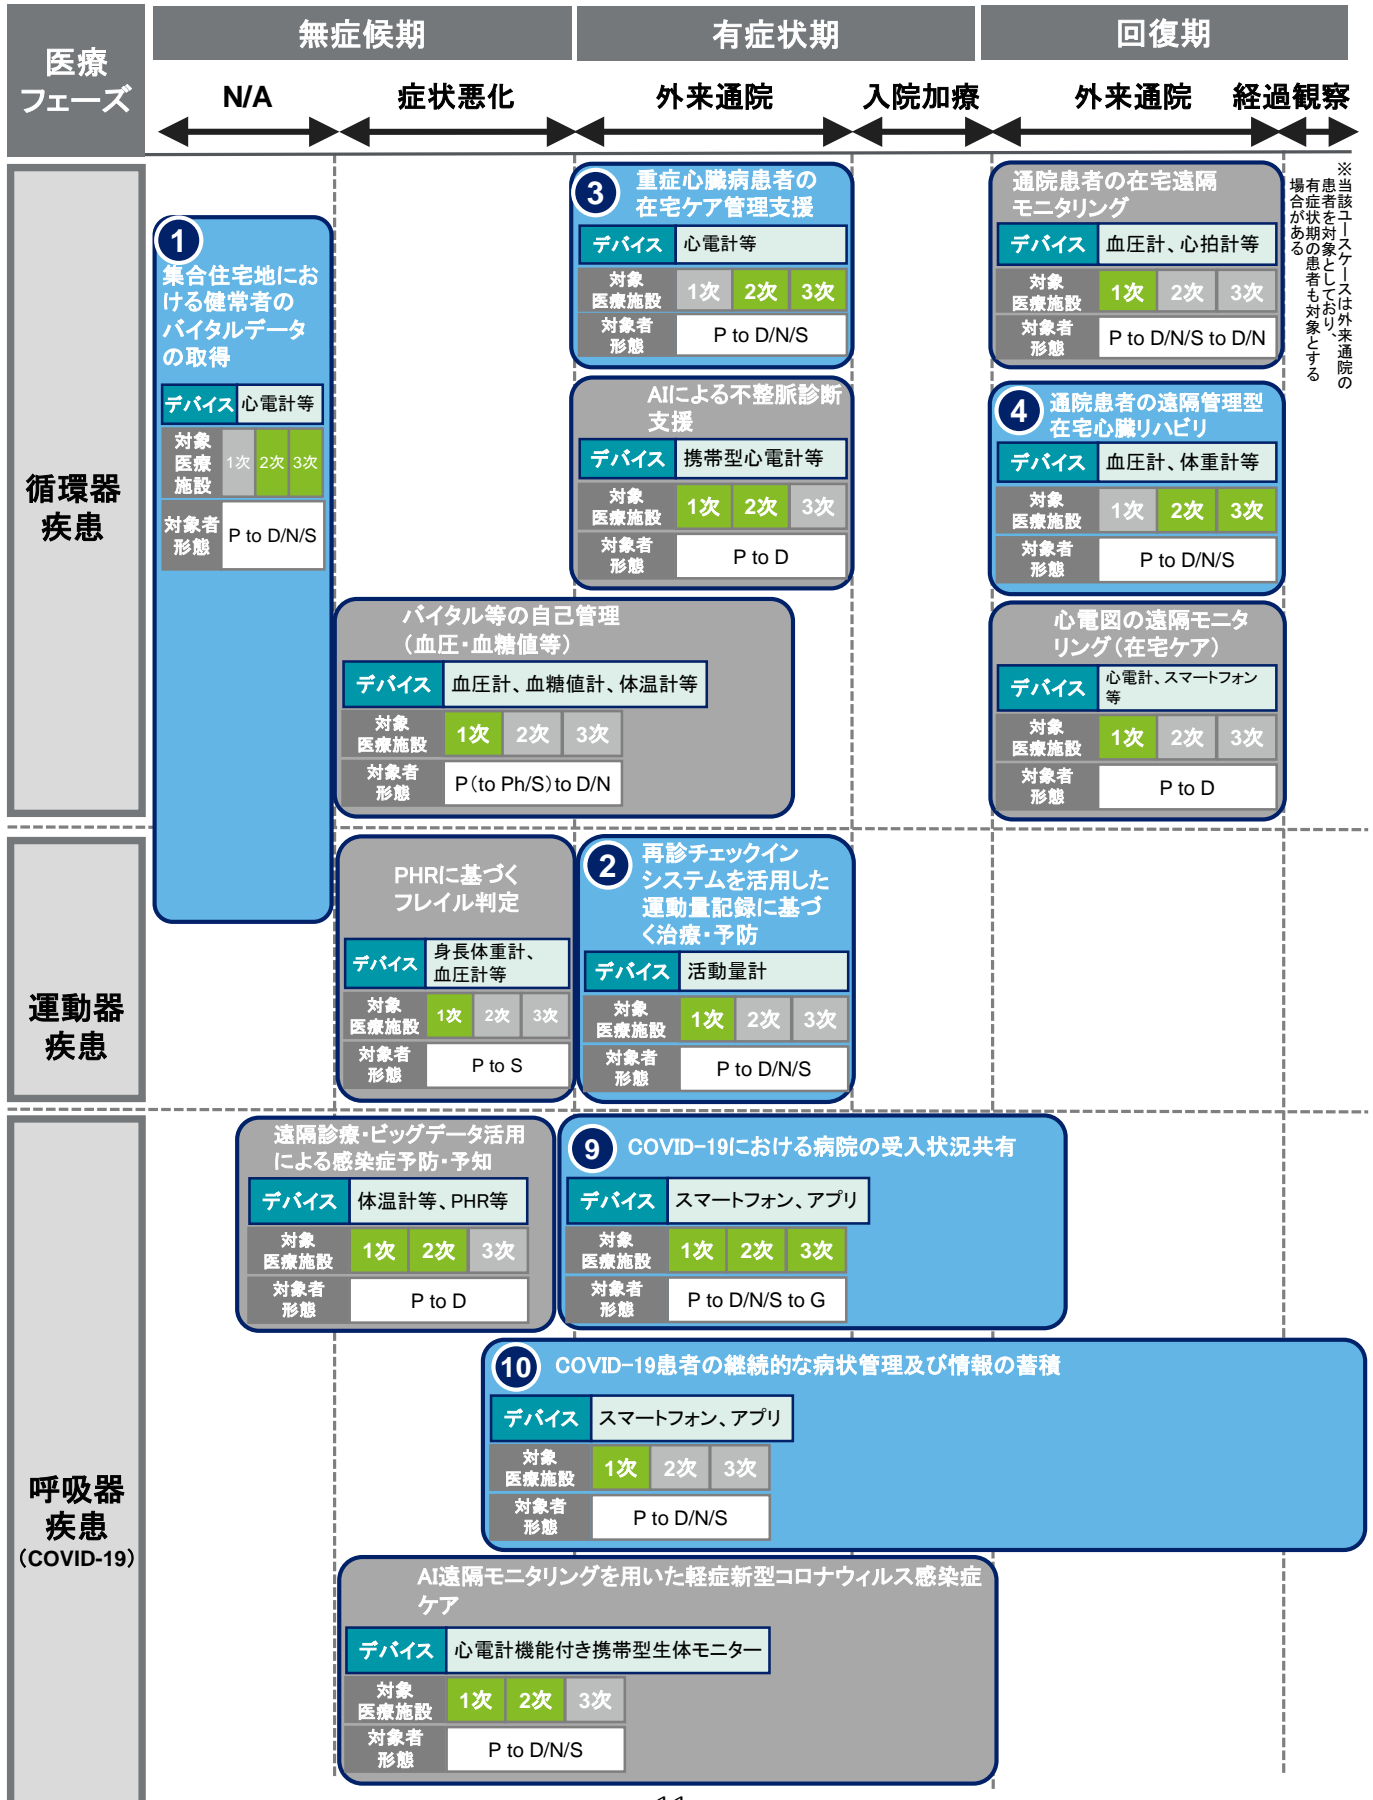 医療
フェーズ
無症候期
有症状期
回復期
N/A
症状悪化
外来通院
入院加療
外来通院
経過観察
循環器
疾患
1
集合住宅地にお
ける健常者の
バイタルデータ
の取得
デバイス
心電計等
対象
医療
施設
1次
2次
3次
対象者
形態
P to D/N/S
3
重症心臓病患者の
在宅ケア管理支援
デバイス
心電計等
対象
医療施設
1次
2次
3次
対象者
形態
P to D/N/S
通院患者の在宅遠隔
モニタリング
デバイス
血圧計、心拍計等
対象
医療施設
1次
2次
3次
対象者
形態
P to D/N/S to D/N
※当該ユースケースは外来通院の
患者を対象としており、
有症状期の患者も対象とする
場合がある
AIによる不整脈診断
支援
デバイス
携帯型心電計等
対象
医療施設
1次
2次
3次
対象者
形態
P to D
4
通院患者の遠隔管理型
在宅心臓リハビリ
デバイス
血圧計、体重計等
対象
医療施設
1次
2次
3次
対象者
形態
P to D/N/S
バイタル等の自己管理
（血圧・血糖値等）
デバイス
血圧計、血糖値計、体温計等
対象
医療施設
1次
2次
3次
対象者
形態
P（to Ph/S）to D/N
心電図の遠隔モニタ
リング（在宅ケア）
デバイス
心電計、スマートフォン
等
対象
医療施設
1次
2次
3次
対象者
形態
P to D
運動器
疾患
PHRに基づく
フレイル判定
デバイス
身長体重計、
血圧計等
対象
医療施設
1次
2次
3次
対象者
形態
P to S
2
再診チェックイン
システムを活用した
運動量記録に基づ
く治療・予防
デバイス
活動量計
対象
医療施設
1次
2次
3次
対象者
形態
P to D/N/S
呼吸器
疾患
（COVID-19）
遠隔診療・ビッグデータ活用
による感染症予防・予知
デバイス
体温計等、PHR等
対象
医療施設
1次
2次
3次
対象者
形態
P to D
9
COVID-19における病院の受入状況共有
デバイス
スマートフォン、アプリ
対象
医療施設
1次
2次
3次
対象者
形態
P to D/N/S to G
10
COVID-19患者の継続的な病状管理及び情報の蓄積
デバイス
スマートフォン、アプリ
対象
医療施設
1次
2次
3次
対象者
形態
P to D/N/S
AI遠隔モニタリングを用いた軽症新型コロナウィルス感染症
ケア
デバイス
心電計機能付き携帯型生体モニター
対象
医療施設
1次
2次
3次
対象者
形態
P to D/N/S